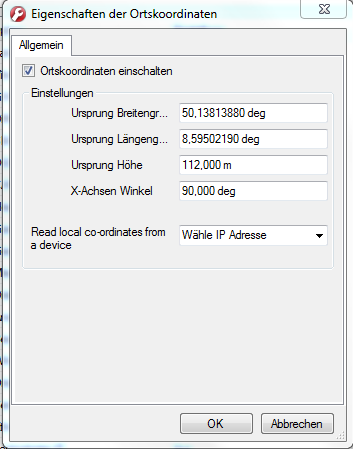 Eigenschaften der Ortskoordinaten
Allgemein
Ortskoordinaten einschalten
Einstellungen
Ursprung Breitengr... 50,13813880 deg
Ursprung Längeng... 8,59502190 deg
Ursprung Höhe 112,000 m
X-Achsen Winkel 90,000 deg
Read local co-ordinates from Wähle IP Adresse
a device
OK Abbrechen